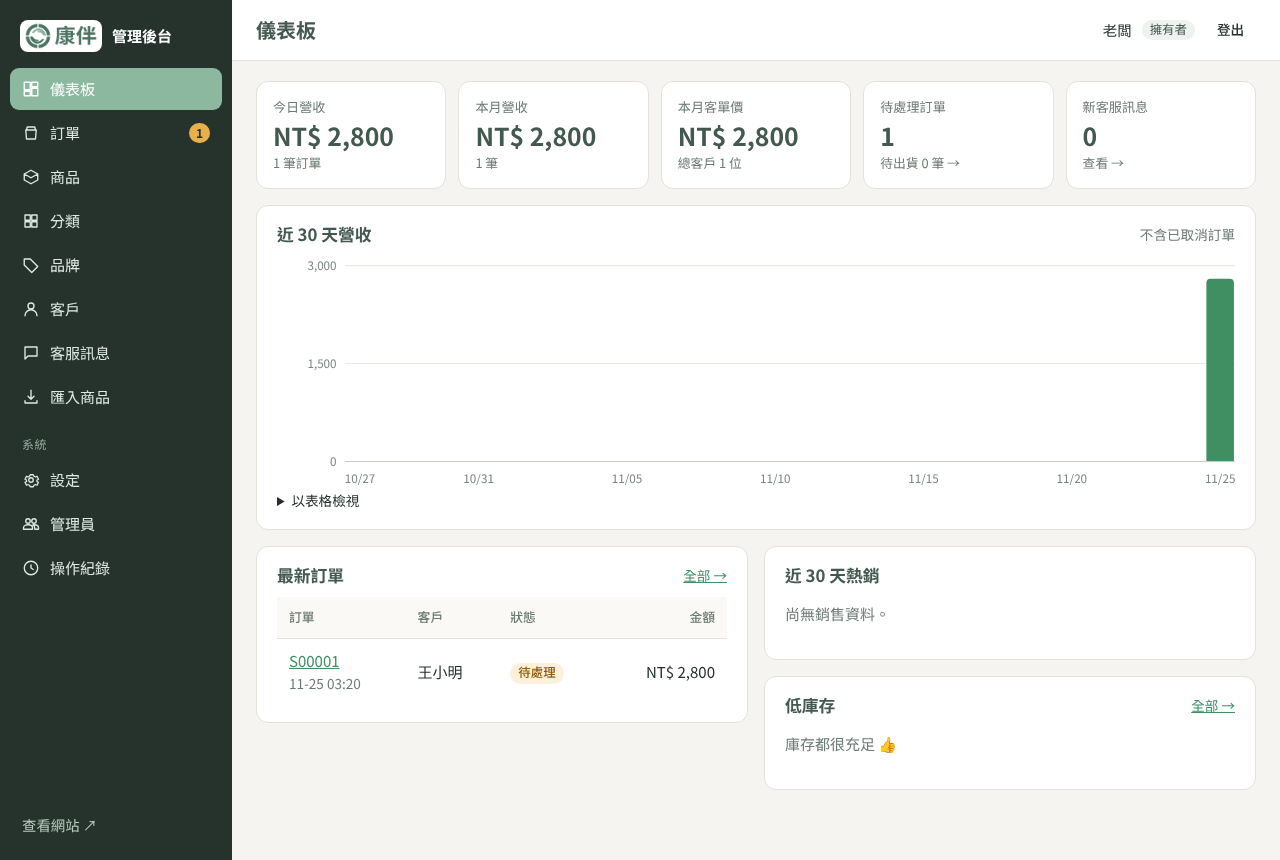 康伴 管理後台
儀表板
訂單 1
商品
分類
品牌
客戶
客服訊息
匯入商品
系統
設定
管理員
操作紀錄
查看網站 ↗
儀表板
老闆 擁有者 登出
今日營收
NT$ 2,800
1 筆訂單
本月營收
NT$ 2,800
1 筆
本月客單價
NT$ 2,800
總客戶 1 位
待處理訂單
1
待出貨 0 筆 →
新客服訊息
0
查看 →
近 30 天營收 不含已取消訂單
3,000
1,500
0
10/27 10/31 11/05 11/10 11/15 11/20 11/25
▶ 以表格檢視
最新訂單 全部 →
訂單 客戶 狀態 金額
S00001
11-25 03:20
王小明 待處理 NT$ 2,800
近 30 天熱銷
尚無銷售資料。
低庫存 全部 →
庫存都很充足 👍